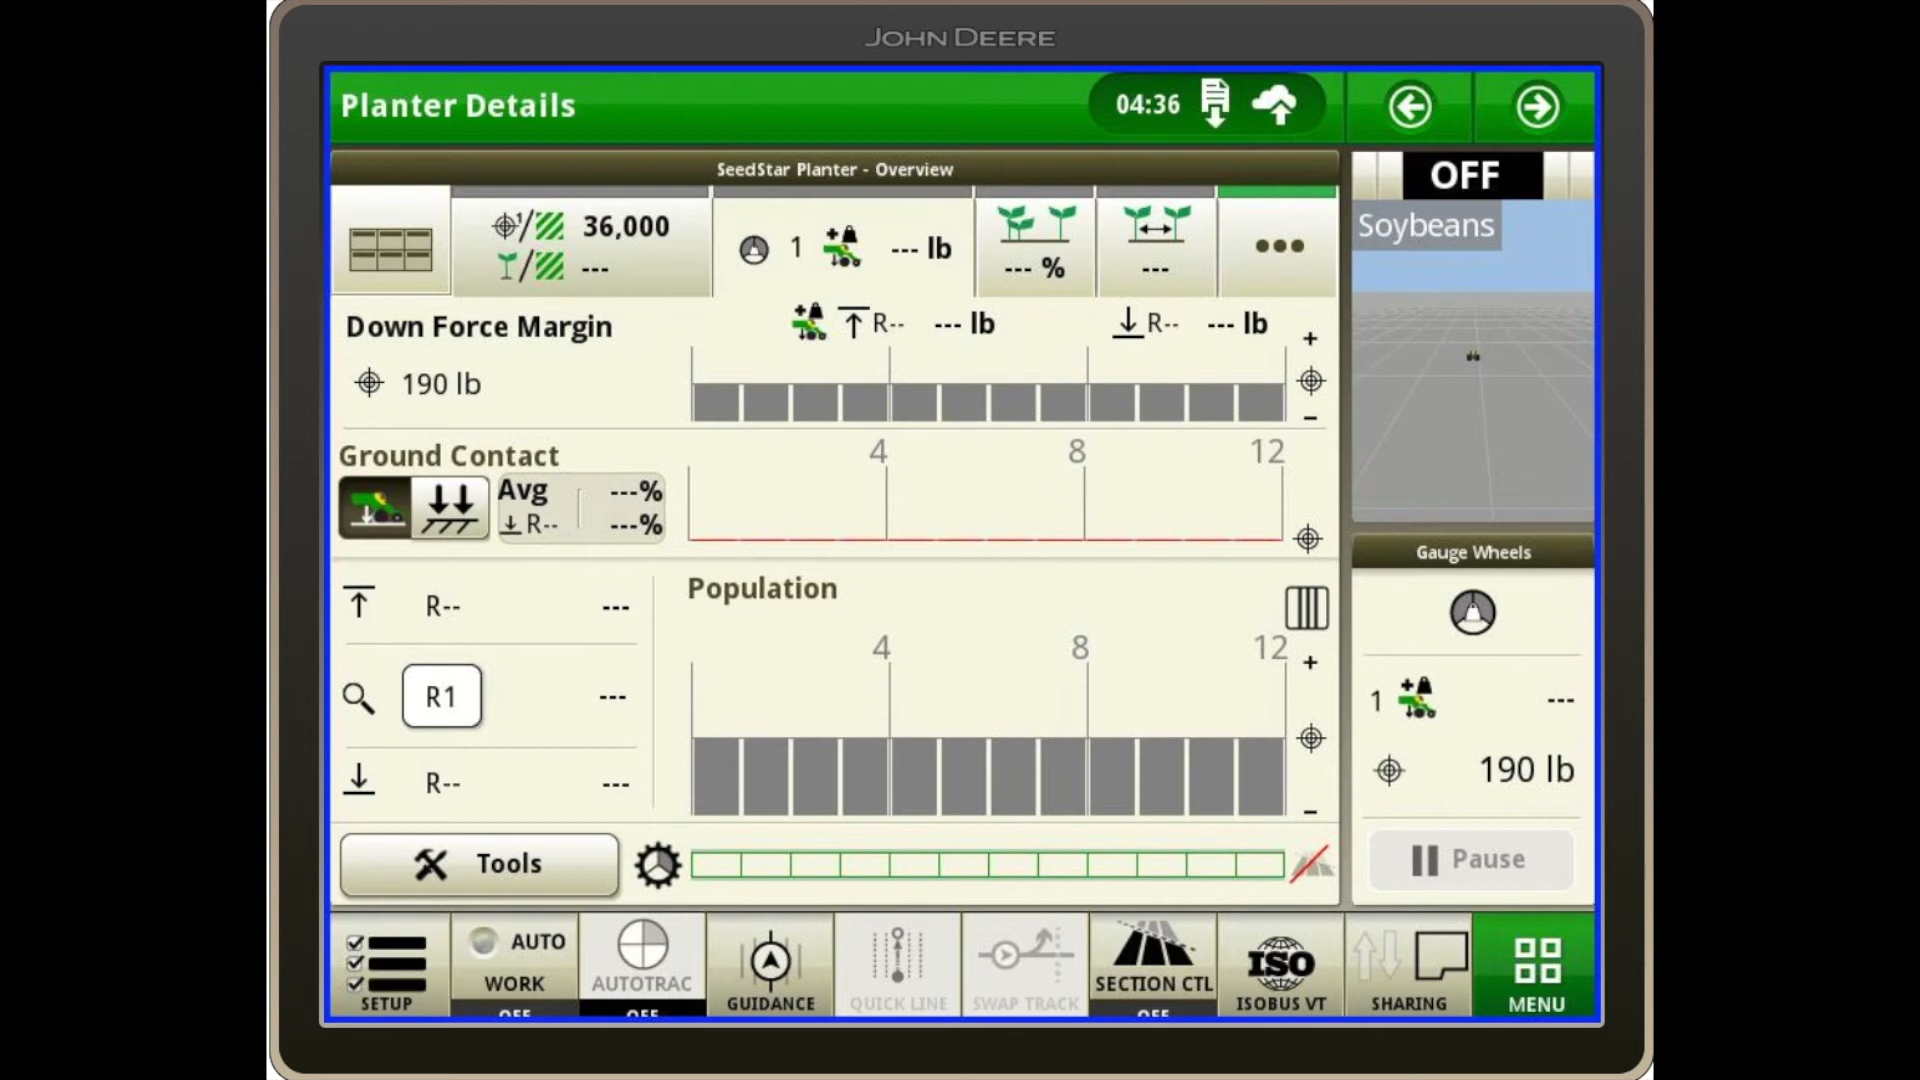 JOHN DEERE
Planter Details
04:36
SeedStar Planter - Overview
OFF
36,000
---
1
--- lb
--- %
---
Soybeans
Down Force Margin
R-- --- lb
R-- --- lb
+
190 lb
-
Ground Contact
4 8 12
Avg ---%
R-- ---%
Gauge Wheels
R-- ---
Population
4 8 12
+
R1 ---
1 ---
190 lb
R-- ---
-
Tools
Pause
SETUP
AUTO
WORK
OFF
AUTOTRAC
OFF
GUIDANCE
QUICK LINE
SWAP TRACK
SECTION CTL
OFF
ISO
ISOBUS VT
SHARING
MENU